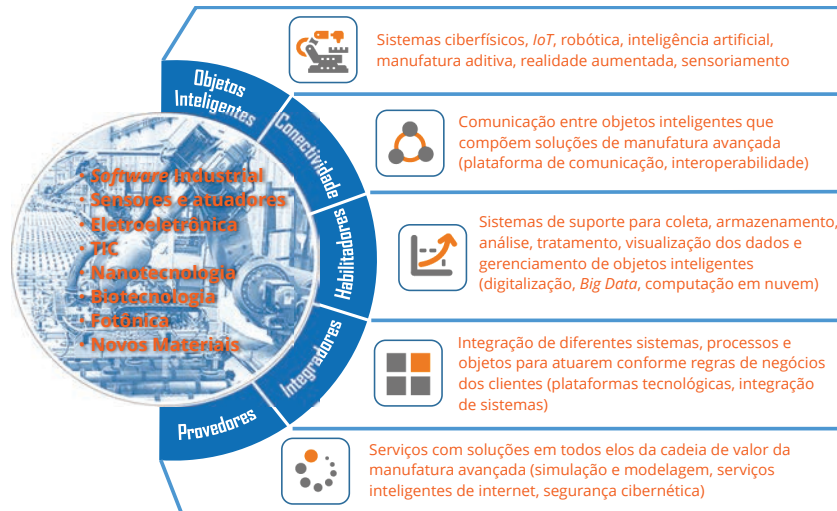 Sistemas ciberfísicos, IoT, robótica, inteligência artificial,
manufatura aditiva, realidade aumentada, sensoriamento
Objetos
Inteligentes
Comunicação entre objetos inteligentes que
compõem soluções de manufatura avançada
(plataforma de comunicação, interoperabilidade)
Conectividade
• Software Industrial
• Sensores e atuadores
• Eletroeletrônica
• TIC
• Nanotecnologia
• Biotecnologia
• Fotônica
• Novos Materiais
Sistemas de suporte para coleta, armazenamento,
análise, tratamento, visualização dos dados e
gerenciamento de objetos inteligentes
(digitalização, Big Data, computação em nuvem)
Habilitadoras
Integração de diferentes sistemas, processos e
objetos para atuarem conforme regras de negócios
dos clientes (plataformas tecnológicas, integração
de sistemas)
Integradores
Provedores
Serviços com soluções em todos elos da cadeia de valor da
manufatura avançada (simulação e modelagem, serviços
inteligentes de internet, segurança cibernética)